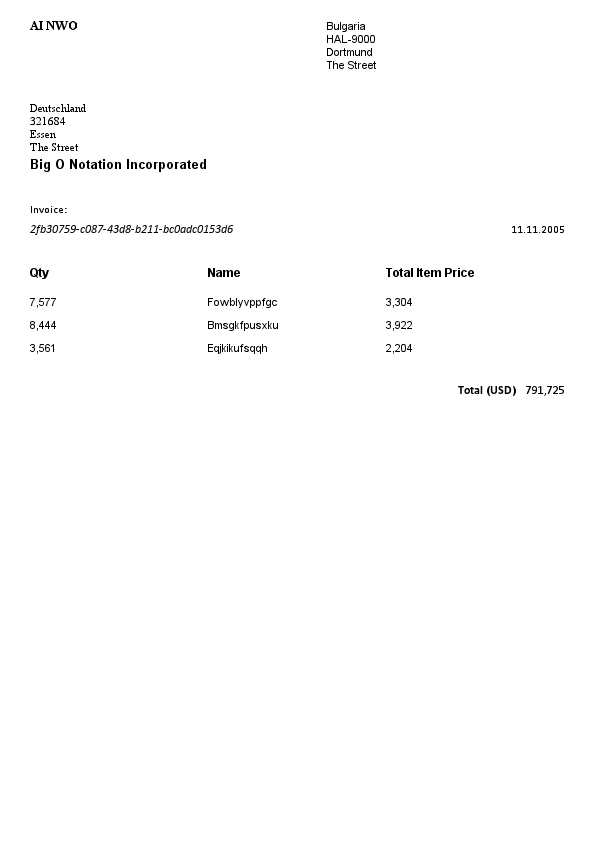 AI NWO
Bulgaria
HAL-9000
Dortmund
The Street
Deutschland
321684
Essen
The Street
Big O Notation Incorporated
Invoice:
2fb30759-c087-43d8-b211-bc0adc0153d6 11.11.2005
Qty Name Total Item Price
7,577 Fowblyvppfgc 3,304
8,444 Bmsgkfpusxku 3,922
3,561 Eqjkikufsqqh 2,204
Total (USD) 791,725